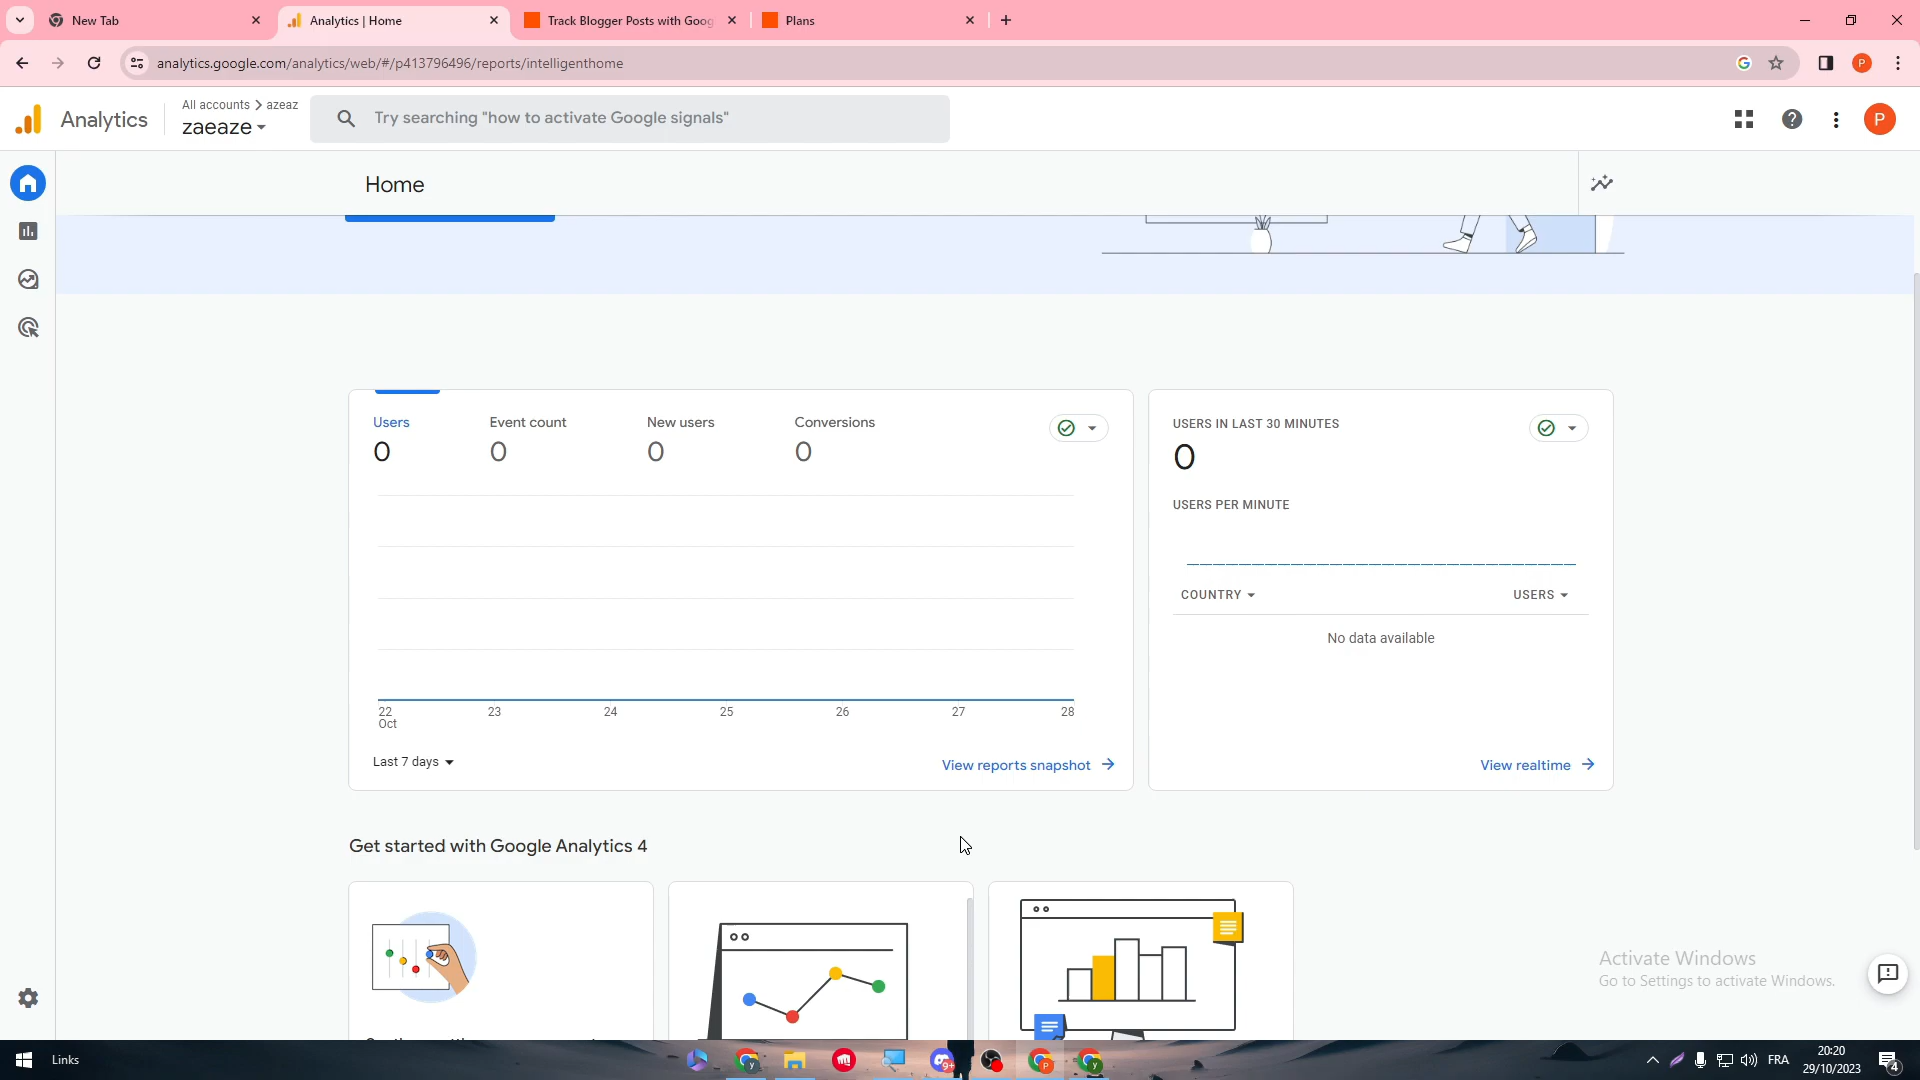 New Tab
Analytics | Home
Track Blogger Posts with Goog
Plans
analytics.google.com/analytics/web/#/p413796496/reports/intelligenthome
P
Analytics
All accounts > azeaz
zaeaze
Try searching "how to activate Google signals"
P
Home
Users
0
Event count
0
New users
0
Conversions
0
22
Oct
23
24
25
26
27
28
Last 7 days
View reports snapshot
USERS IN LAST 30 MINUTES
0
USERS PER MINUTE
COUNTRY
USERS
No data available
View realtime
Get started with Google Analytics 4
Activate Windows
Go to Settings to activate Windows.
Links
y
9+
P
y
FRA
20:20
29/10/2023
4